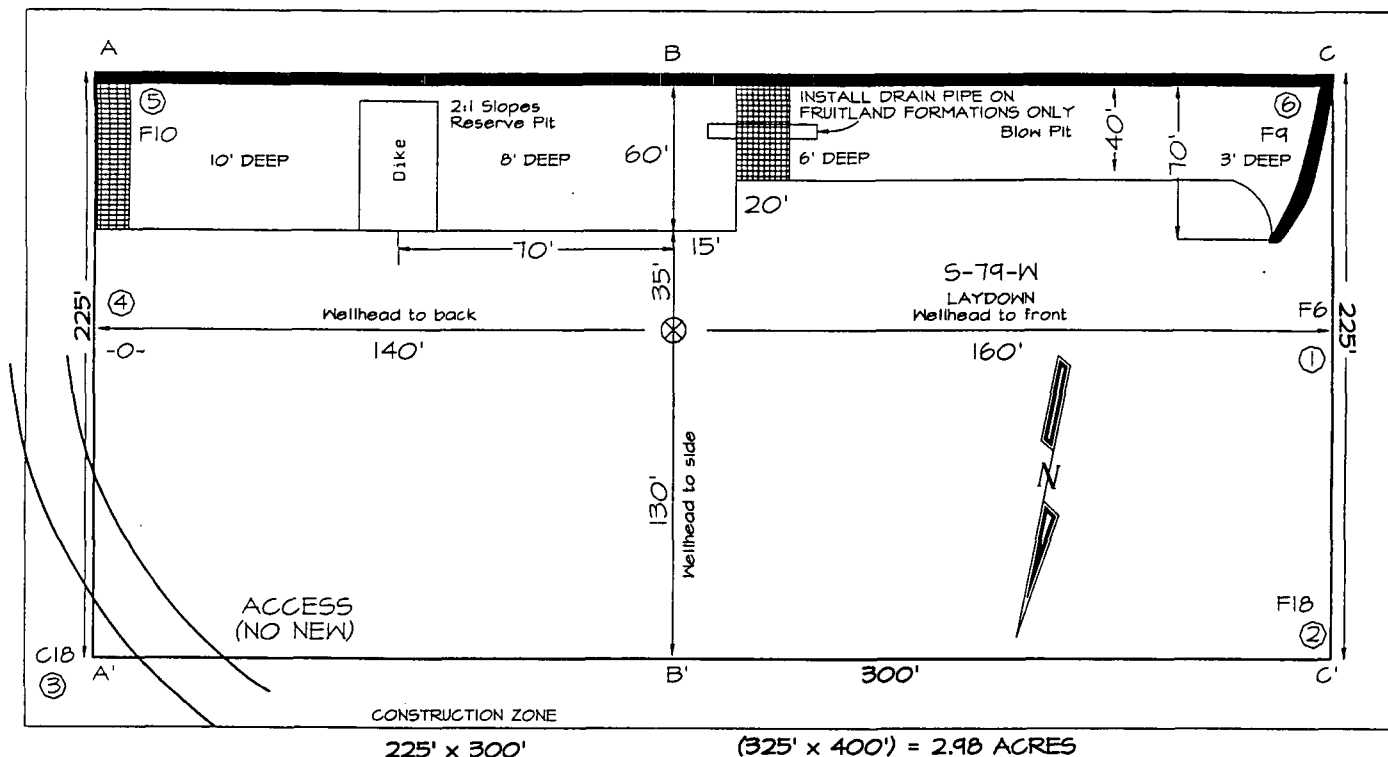 A
B
C
5
F10
10' DEEP
Dike
2:1 Slopes
Reserve Pit
8' DEEP
60'
INSTALL DRAIN PIPE ON
FRUITLAND FORMATIONS ONLY
Blow Pit
6' DEEP
40'
70'
6
F9
3' DEEP
20'
70'
15'
35'
S-79-W
LAYDOWN
225'
4
Wellhead to back
Wellhead to front
F6
225'
-0-
140'
160'
1
130'
Wellhead to side
N
ACCESS
(NO NEW)
F18
2
C18
3
A'
B'
300'
C'
CONSTRUCTION ZONE
225' x 300'
(325' x 400') = 2.98 ACRES